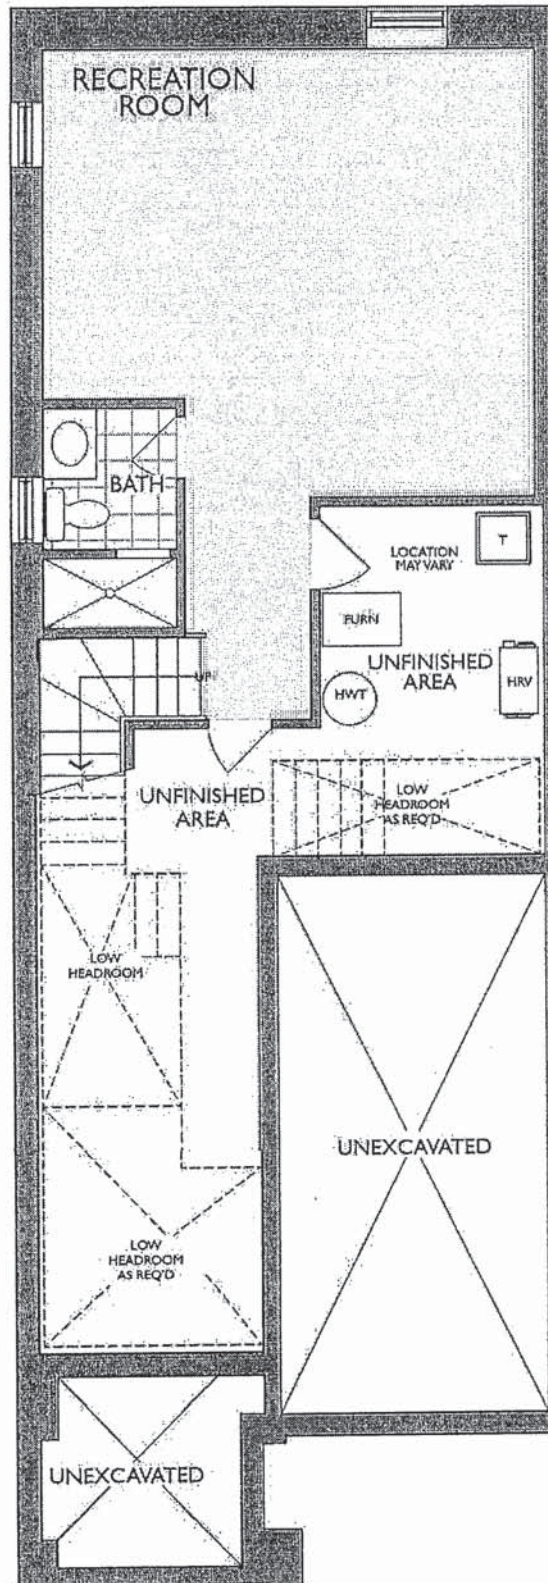 RECREATION
ROOM
BATH
LOCATION
MAY VARY
T
FURN
UNFINISHED
AREA
HRV
HWT
UP
UNFINISHED
AREA
LOW
HEADROOM
AS REQ'D
LOW
HEADROOM
UNEXCAVATED
LOW
HEADROOM
AS REQ'D
UNEXCAVATED